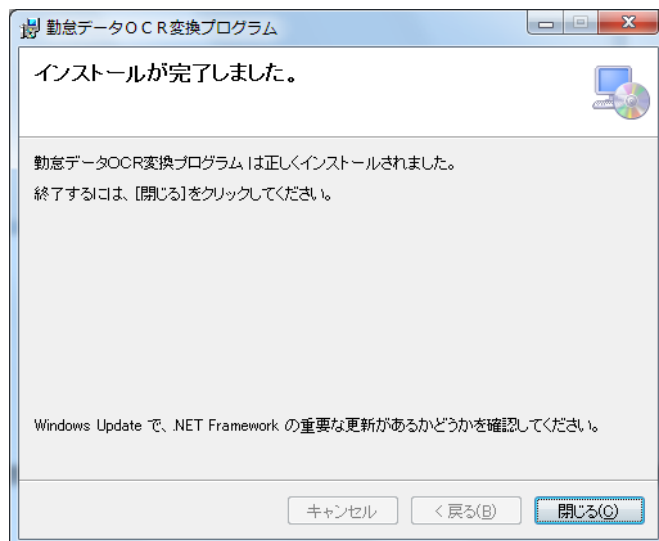 勤怠データOCR変換プログラム
インストールが完了しました。
勤怠データOCR変換プログラム は正しくインストールされました。
終了するには、[閉じる]をクリックしてください。
Windows Update で、.NET Framework の重要な更新があるかどうかを確認してください。
キャンセル
< 戻る(B)
閉じる(C)